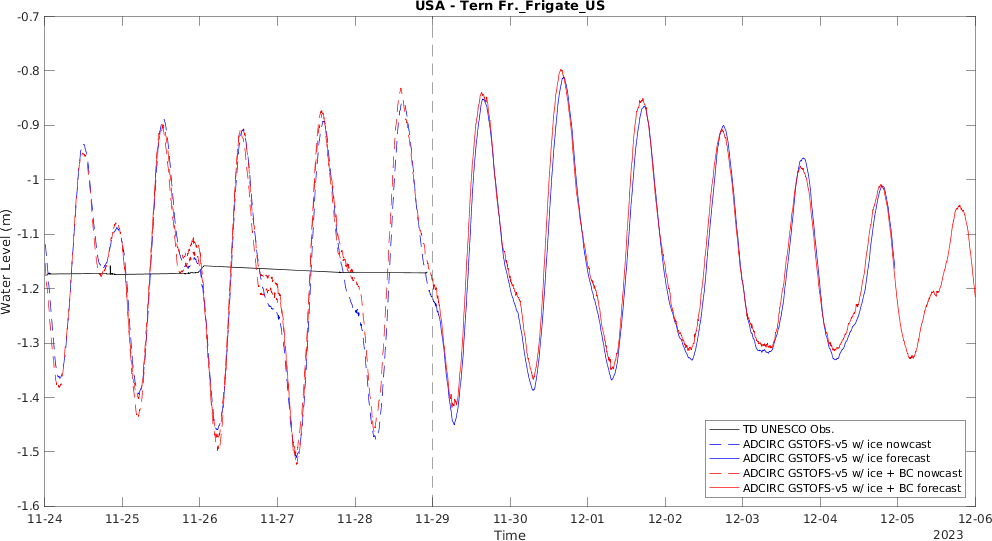 USA - Tern Fr._Frigate_US
-0.7
-0.8
-0.9
-1
-1.1
-1.2
-1.3
-1.4
-1.5
-1.6
Water Level (m)
TD UNESCO Obs.
ADCIRC GSTOFS-v5 w/ ice nowcast
ADCIRC GSTOFS-v5 w/ ice forecast
ADCIRC GSTOFS-v5 w/ ice + BC nowcast
ADCIRC GSTOFS-v5 w/ ice + BC forecast
11-24 11-25 11-26 11-27 11-28 11-29 11-30 12-01 12-02 12-03 12-04 12-05 12-06
Time
2023